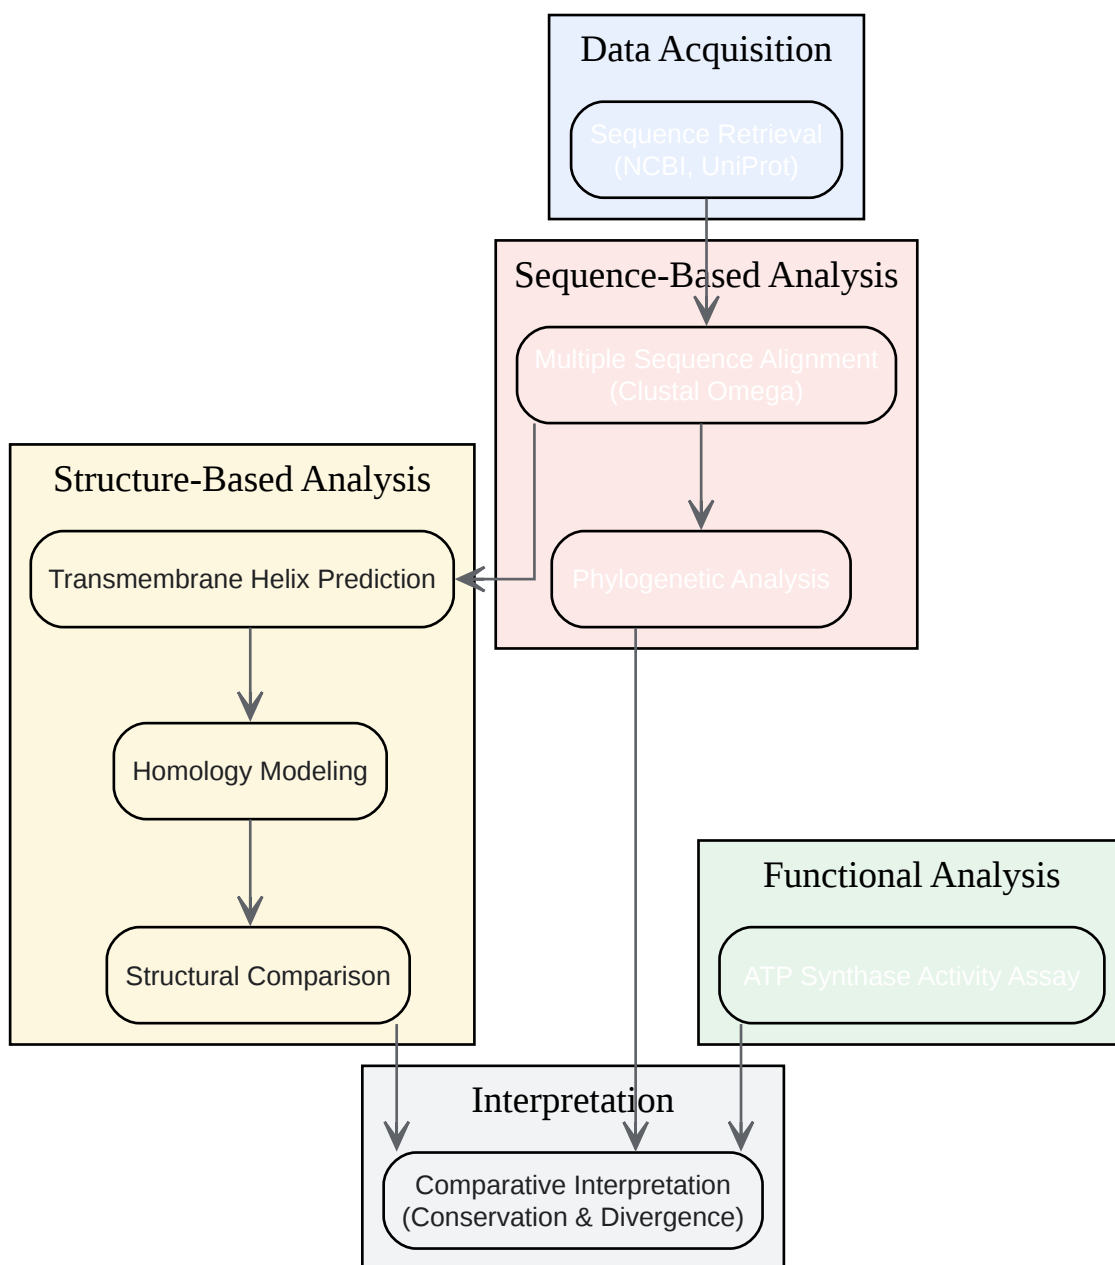 Data Acquisition
Sequence Retrieval
(NCBI, UniProt)
Sequence-Based Analysis
Multiple Sequence Alignment
(Clustal Omega)
Structure-Based Analysis
Transmembrane Helix Prediction
Phylogenetic Analysis
Homology Modeling
Functional Analysis
Structural Comparison
ATP Synthase Activity Assay
Interpretation
Comparative Interpretation
(Conservation & Divergence)